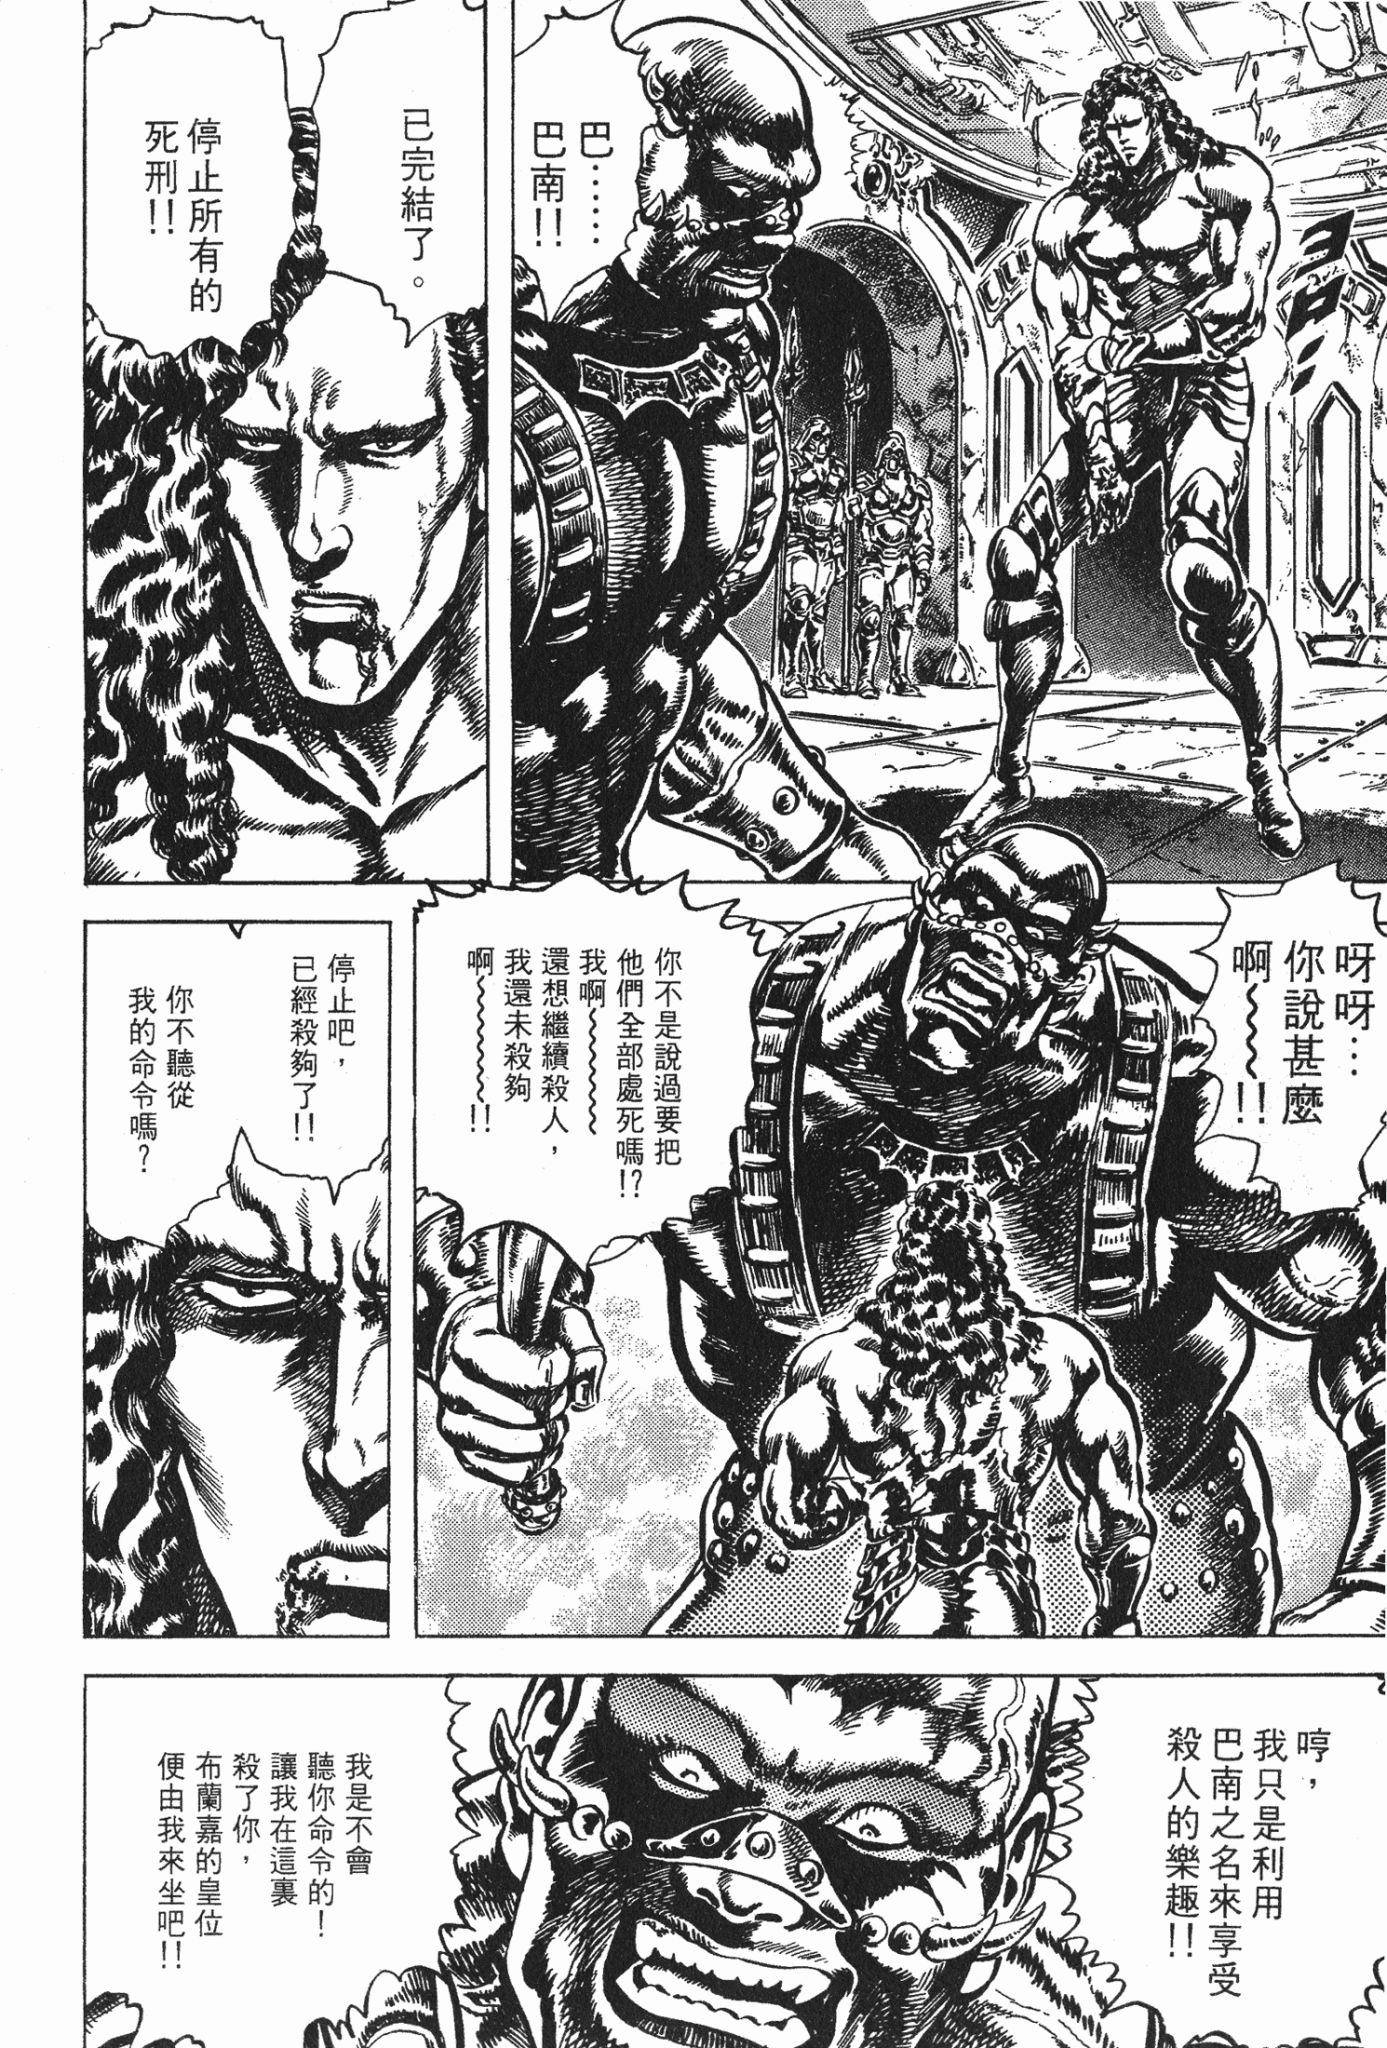 巴……
巴南!!
已完結了。
停止所有的
死刑!!
呀呀…
你說甚麼
啊~~!!
你不是說過要把
他們全部處死嗎!?
我啊~~~~
還想繼續殺人，
我還未殺夠
啊~~~~!!
停止吧，
已經殺夠了!!
你不聽從
我的命令嗎?
哼，
我只是利用
巴南之名來享受
殺人的樂趣!!
我是不會
聽你命令的!
讓我在這裏
殺了你，
布蘭嘉的皇位
便由我來坐吧!!